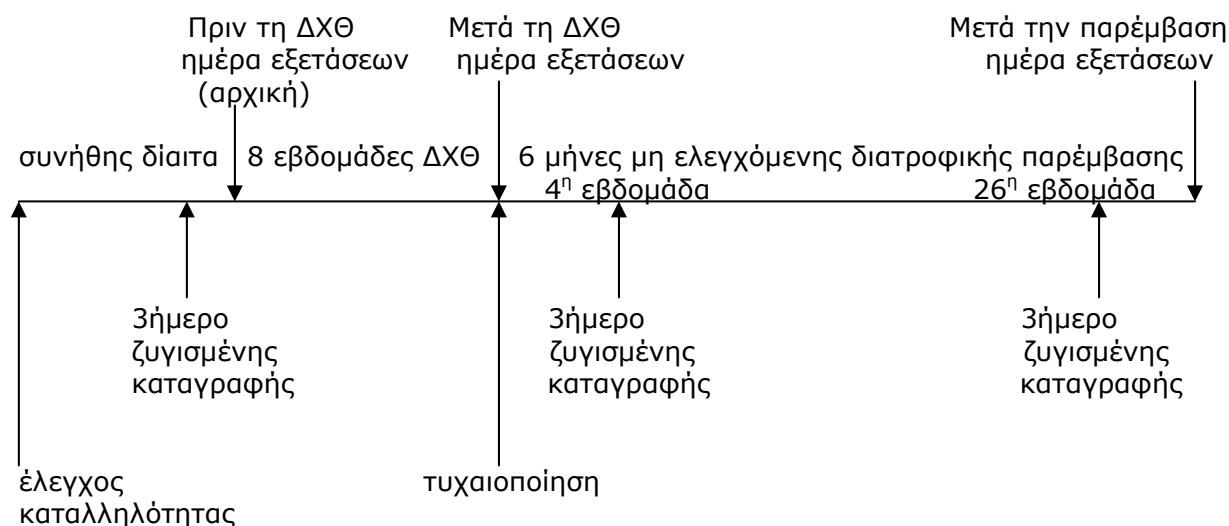 Πριν τη ΔΧΘ
ημέρα εξετάσεων
(αρχική)
Μετά τη ΔΧΘ
ημέρα εξετάσεων
Μετά την παρέμβαση
ημέρα εξετάσεων
συνήθης δίαιτα
8 εβδομάδες ΔΧΘ
6 μήνες μη ελεγχόμενης διατροφικής παρέμβασης
4η εβδομάδα
26η εβδομάδα
3ήμερο
ζυγισμένης
καταγραφής
3ήμερο
ζυγισμένης
καταγραφής
3ήμερο
ζυγισμένης
καταγραφής
έλεγχος
καταλληλότητας
τυχαιοποίηση